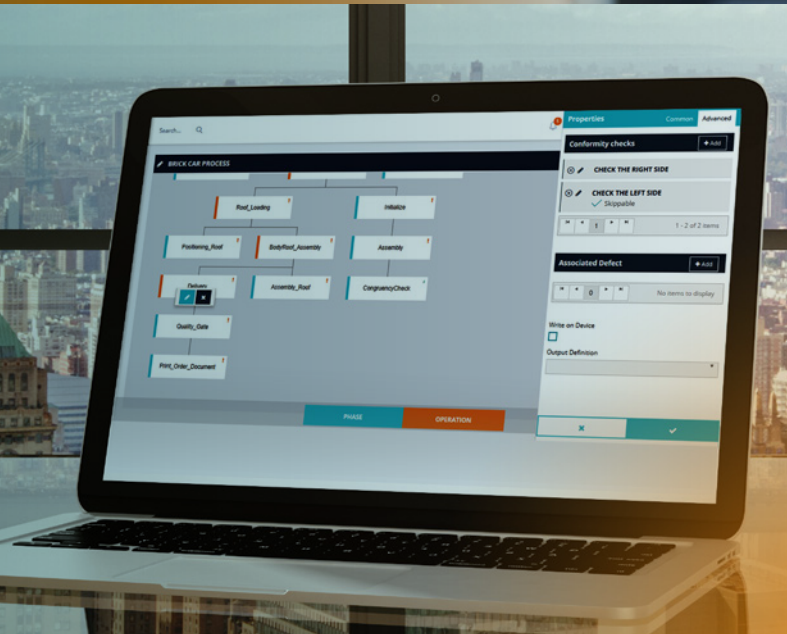 Search...
BRICK CAR PROCESS
Roof_Loading
Initialize
Positioning_Roof
BodyRoof_Assembly
Assembly
Delivery
Assembly_Roof
CongruencyCheck
Quality_Gate
Print_Order_Document
PHASE
OPERATION
Properties
Common
Advanced
Conformity checks
+ Add
CHECK THE RIGHT SIDE
CHECK THE LEFT SIDE
Skippable
1
1 - 2 of 2 items
Associated Defect
+ Add
0
No items to display
Write on Device
Output Definition